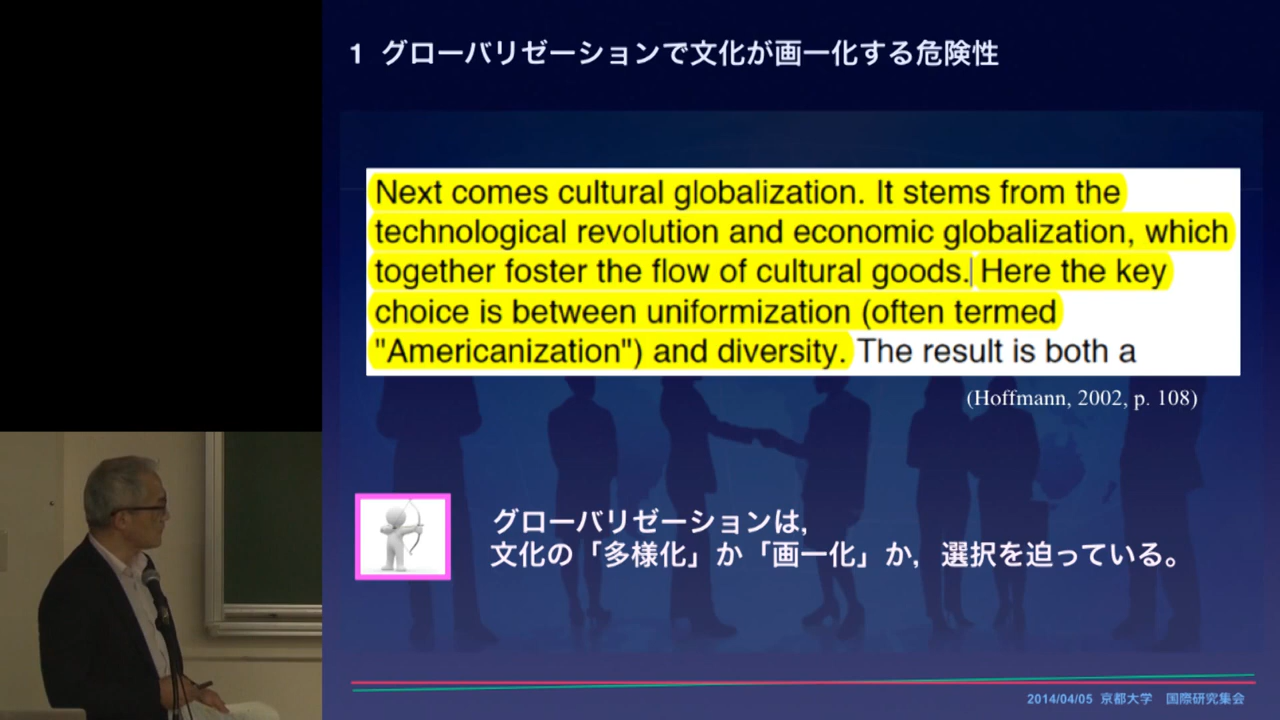 1 グローバリゼーションで文化が画一化する危険性
Next comes cultural globalization. It stems from the
technological revolution and economic globalization, which
together foster the flow of cultural goods. Here the key
choice is between uniformization (often termed
"Americanization") and diversity. The result is both a
(Hoffmann, 2002, p. 108)
グローバリゼーションは,
文化の「多様化」か「画一化」か, 選択を迫っている。
2014/04/05 京都大学 国際研究集会